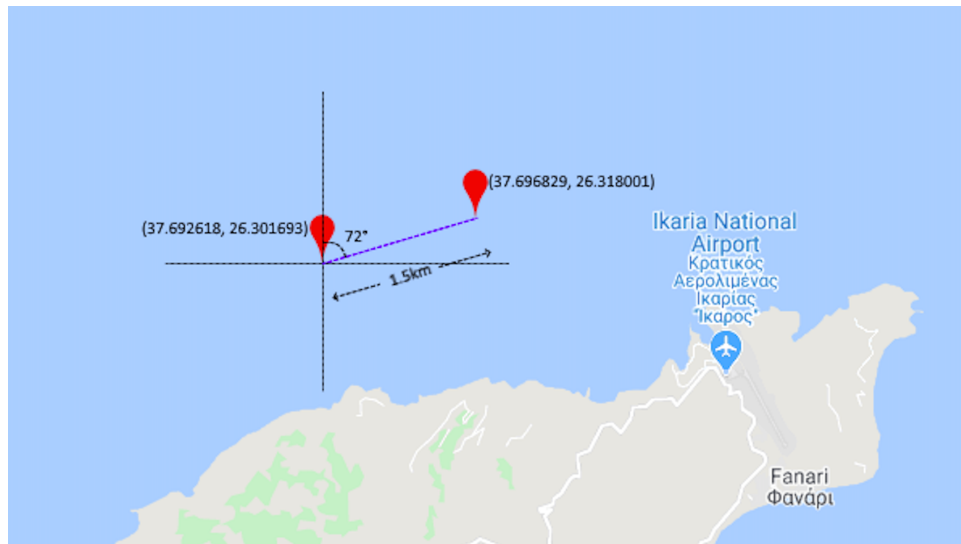 (37.696829, 26.318001)
(37.692618, 26.301693)
72°
1.5km
Ikaria National
Airport
Κρατικός
Αερολιμένας
Ικαρίας
"Ίκαρος"
Fanari
Φανάρι